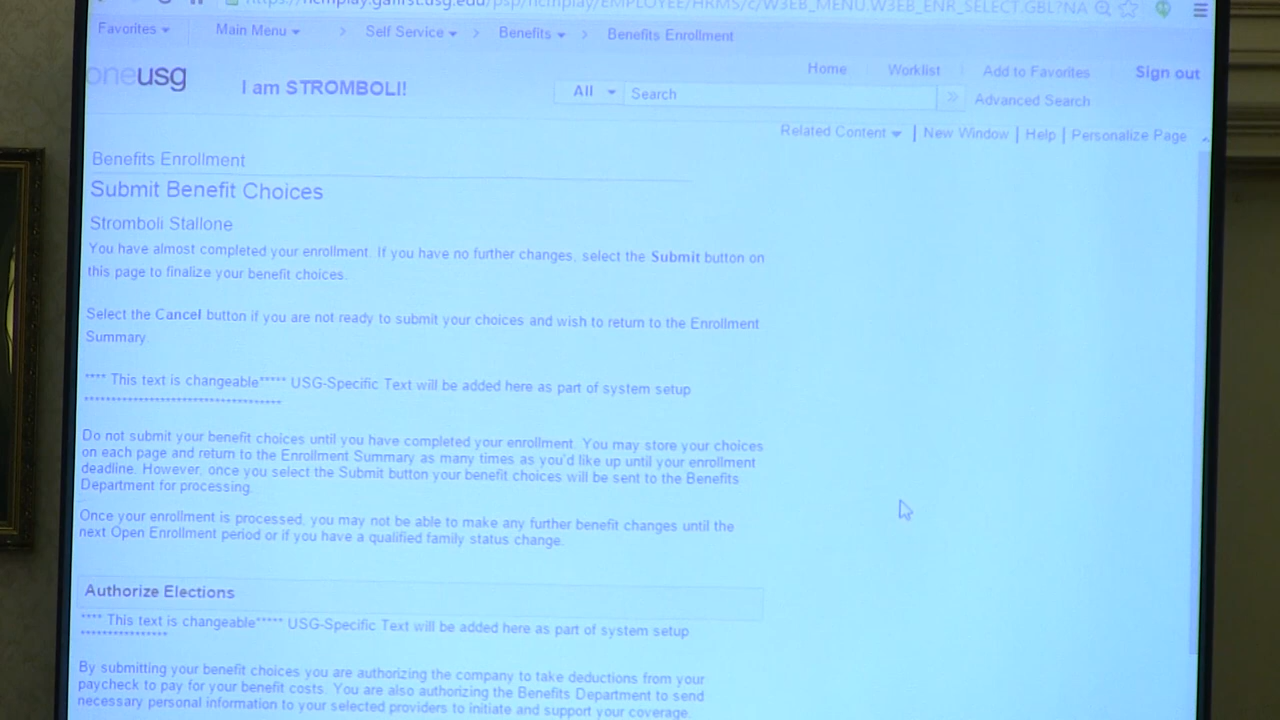 Favorites Main Menu > Self Service > Benefits > Benefits Enrollment
oneusg I am STROMBOLI! Home Worklist Add to Favorites Sign out
All Search » Advanced Search
Related Content | New Window | Help | Personalize Page
Benefits Enrollment
Submit Benefit Choices
Stromboli Stallone
You have almost completed your enrollment. If you have no further changes, select the Submit button on
this page to finalize your benefit choices.
Select the Cancel button if you are not ready to submit your choices and wish to return to the Enrollment
Summary.
**** This text is changeable***** USG-Specific Text will be added here as part of system setup
************************************
Do not submit your benefit choices until you have completed your enrollment. You may store your choices
on each page and return to the Enrollment Summary as many times as you'd like up until your enrollment
deadline. However, once you select the Submit button your benefit choices will be sent to the Benefits
Department for processing.
Once your enrollment is processed, you may not be able to make any further benefit changes until the
next Open Enrollment period or if you have a qualified family status change.
Authorize Elections
**** This text is changeable***** USG-Specific Text will be added here as part of system setup
****************
By submitting your benefit choices you are authorizing the company to take deductions from your
paycheck to pay for your benefit costs. You are also authorizing the Benefits Department to send
necessary personal information to your selected providers to initiate and support your coverage.